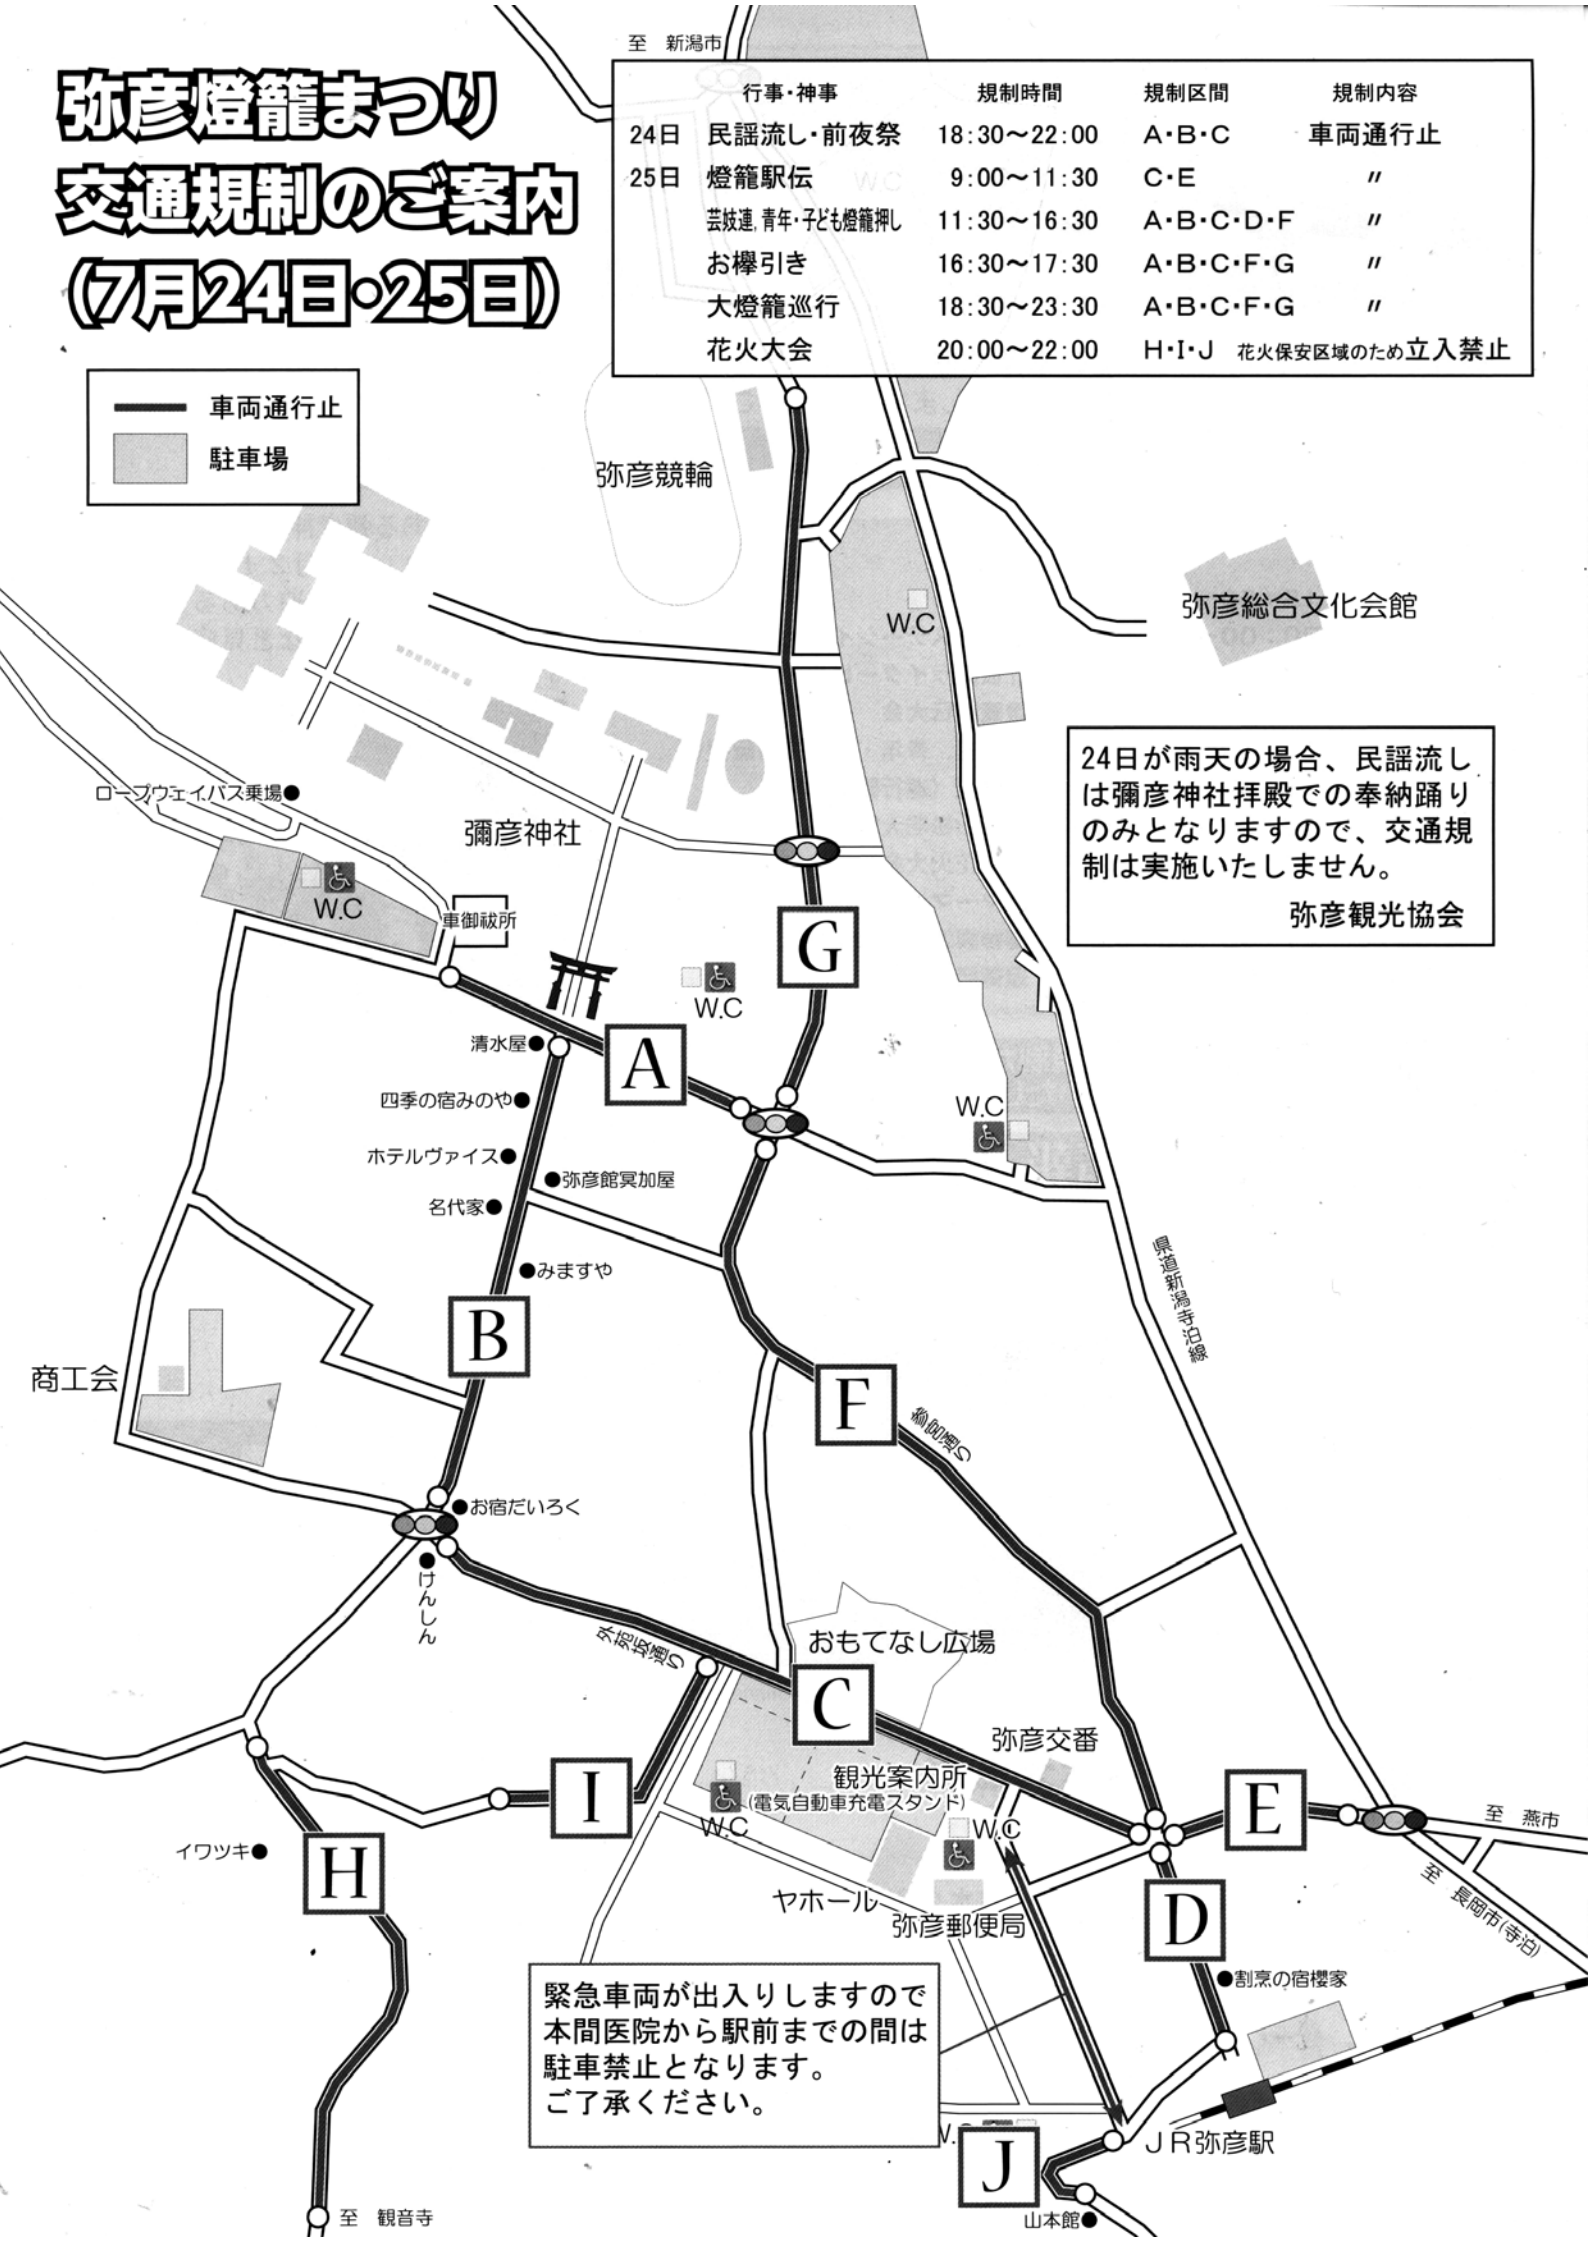 至 新潟市
弥彦燈籠まつり
交通規制のご案内
(7月24日・25日)
行事・神事 規制時間 規制区間 規制内容
24日 民謡流し・前夜祭 18:30〜22:00 A・B・C 車両通行止
25日 燈籠駅伝 9:00〜11:30 C・E 〃
芸妓連,青年・子ども燈籠押し 11:30〜16:30 A・B・C・D・F 〃
お欅引き 16:30〜17:30 A・B・C・F・G 〃
大燈籠巡行 18:30〜23:30 A・B・C・F・G 〃
花火大会 20:00〜22:00 H・I・J 花火保安区域のため立入禁止
車両通行止
駐車場
弥彦競輪
W.C
弥彦総合文化会館
24日が雨天の場合、民謡流し
は彌彦神社拝殿での奉納踊り
のみとなりますので、交通規
制は実施いたしません。
弥彦観光協会
ロープウェイバス乗場
彌彦神社
W.C
車御祓所
G
W.C
清水屋
A
四季の宿みのや
W.C
ホテルヴァイス
弥彦館冥加屋
名代家
みますや
県道新潟寺泊線
B
商工会
F
参宮通り
お宿だいろく
けんしん
外苑坂通り
おもてなし広場
C
弥彦交番
I
観光案内所
(電気自動車充電スタンド)
W.C
W.C
E
至 燕市
イワツキ
H
ヤホール
弥彦郵便局
D
至 長岡市(寺泊)
割烹の宿櫻家
緊急車両が出入りしますので
本間医院から駅前までの間は
駐車禁止となります。
ご了承ください。
J
JR弥彦駅
至 観音寺
山本館